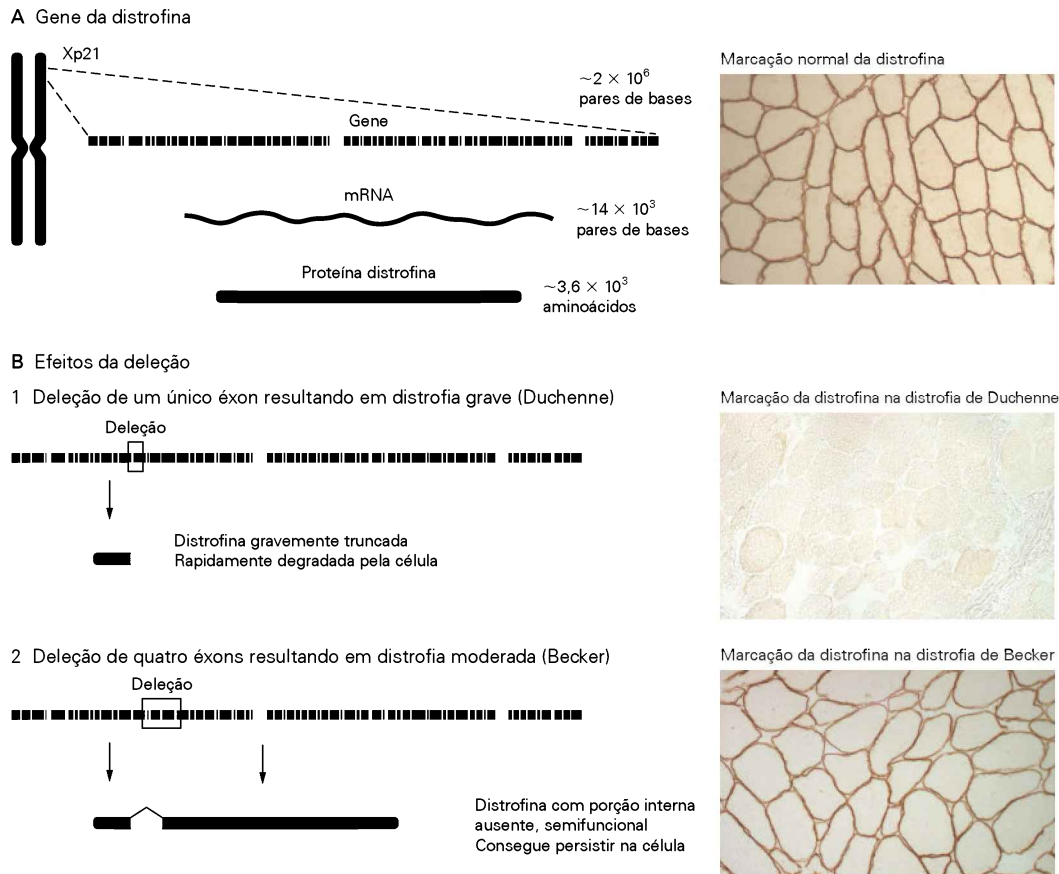 A Gene da distrofina
Xp21
~2 × 10⁶
pares de bases
Gene
mRNA
~14 × 10³
pares de bases
Proteína distrofina
~3,6 × 10³
aminoácidos
Marcação normal da distrofina
B Efeitos da deleção
1 Deleção de um único éxon resultando em distrofia grave (Duchenne)
Deleção
Distrofina gravemente truncada
Rapidamente degradada pela célula
Marcação da distrofina na distrofia de Duchenne
2 Deleção de quatro éxons resultando em distrofia moderada (Becker)
Deleção
Distrofina com porção interna
ausente, semifuncional
Consegue persistir na célula
Marcação da distrofina na distrofia de Becker